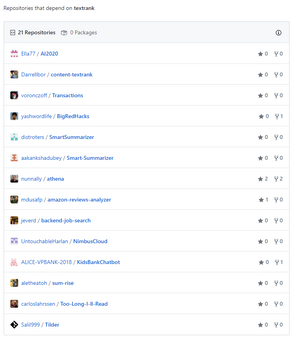 Repositories that depend on textrank
21 Repositories 0 Packages
Ella77 / AI2020 0 0
Darrellbor / content-textrank 0 0
voronczoff / Transactions 0 0
yashwordlife / BigRedHacks 0 1
distroters / SmartSummarizer 0 0
aakankshadubey / Smart-Summarizer 0 0
nunnally / athena 2 2
mdusafp / amazon-reviews-analyzer 1 0
jeverd / backend-job-search 0 0
UntouchableHarlan / NimbusCloud 0 0
ALICE-VPBANK-2018 / KidsBankChatbot 0 1
aletheafoh / sum-rise 0 0
carloslahrssen / Too-Long-I-R-Read 0 0
Salil999 / Tilder 0 0